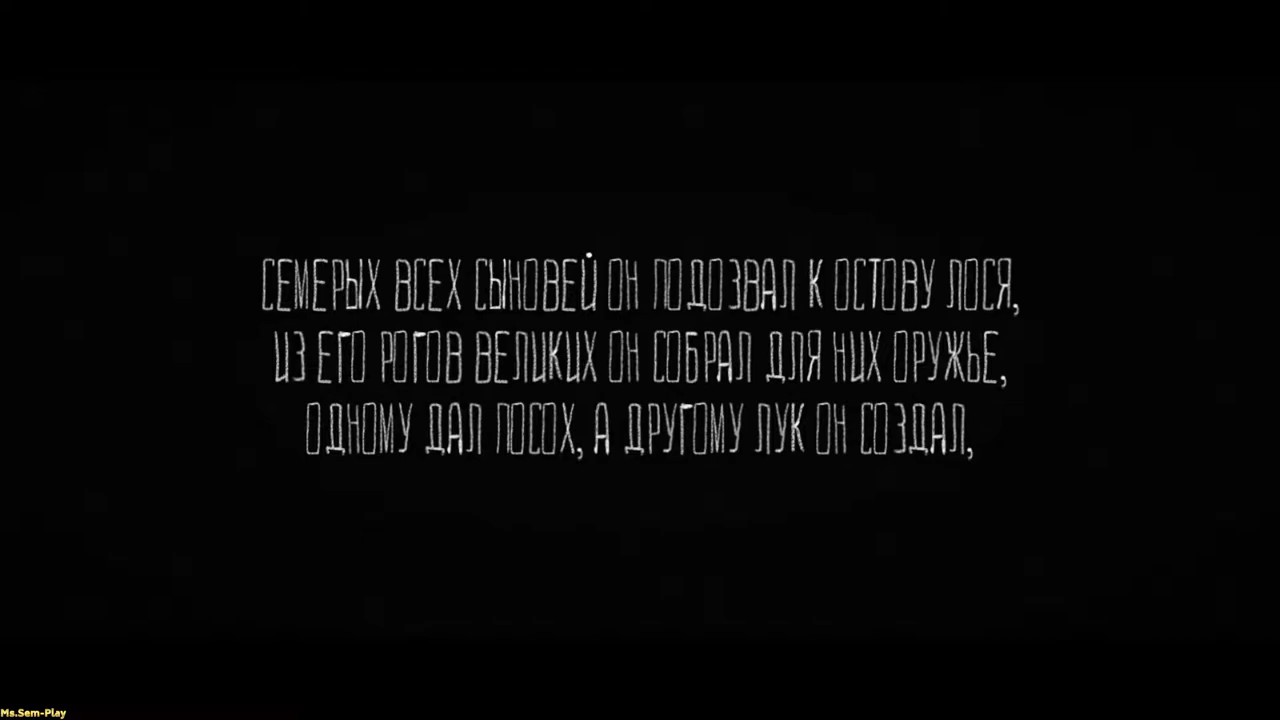 СЕМЕРЫХ ВСЕХ СЫНОВЕЙ ОН ПОДОЗВАЛ К ОСТОВУ ЛОСЯ,
ИЗ ЕГО РОГОВ ВЕЛИКИХ ОН СОБРАЛ ДЛЯ НИХ ОРУЖЬЕ,
ОДНОМУ ДАЛ ПОСОХ, А ДРУГОМУ ЛУК ОН СОЗДАЛ,
Ms.Sem-Play